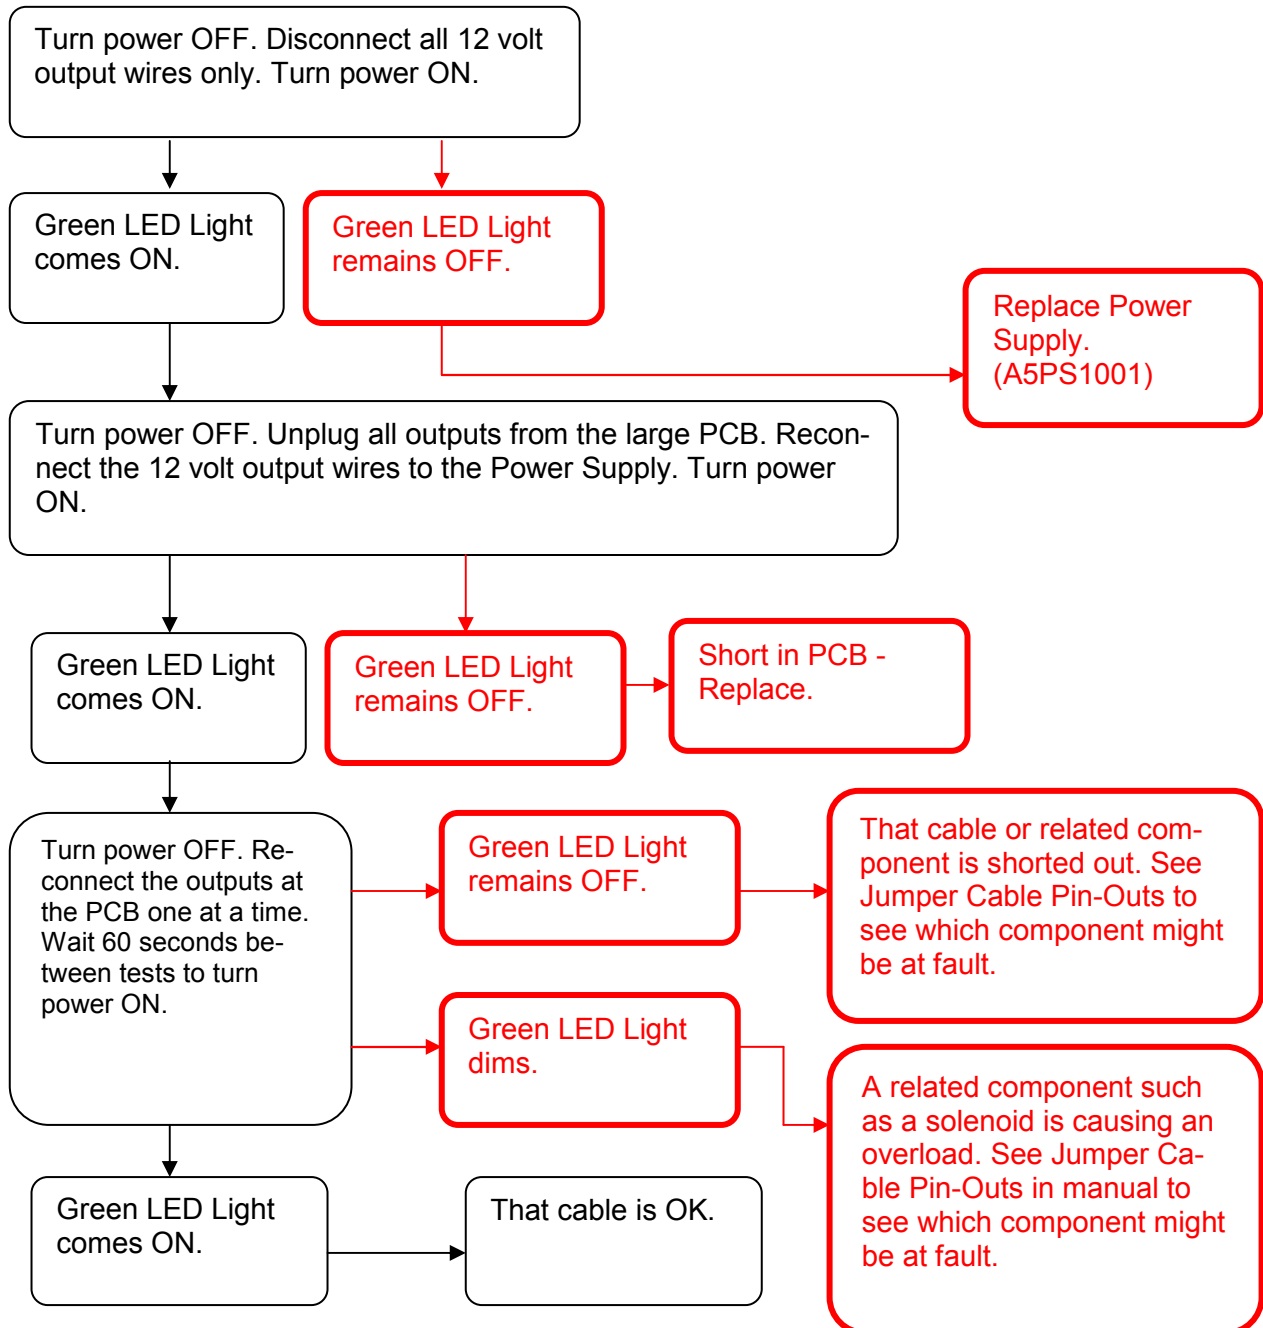 Turn power OFF. Disconnect all 12 volt
output wires only. Turn power ON.
Green LED Light
comes ON.
Green LED Light
remains OFF.
Replace Power
Supply.
(A5PS1001)
Turn power OFF. Unplug all outputs from the large PCB. Recon-
nect the 12 volt output wires to the Power Supply. Turn power
ON.
Green LED Light
comes ON.
Green LED Light
remains OFF.
Short in PCB -
Replace.
Turn power OFF. Re-
connect the outputs at
the PCB one at a time.
Wait 60 seconds be-
tween tests to turn
power ON.
Green LED Light
remains OFF.
That cable or related com-
ponent is shorted out. See
Jumper Cable Pin-Outs to
see which component might
be at fault.
Green LED Light
dims.
A related component such
as a solenoid is causing an
overload. See Jumper Ca-
ble Pin-Outs in manual to
see which component might
be at fault.
Green LED Light
comes ON.
That cable is OK.